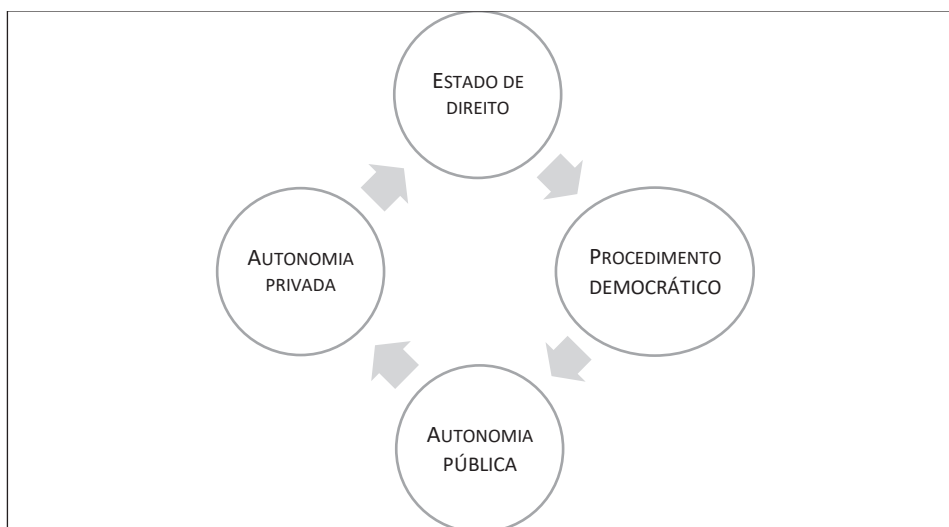 ESTADO DE
DIREITO
PROCEDIMENTO
DEMOCRÁTICO
AUTONOMIA
PÚBLICA
AUTONOMIA
PRIVADA